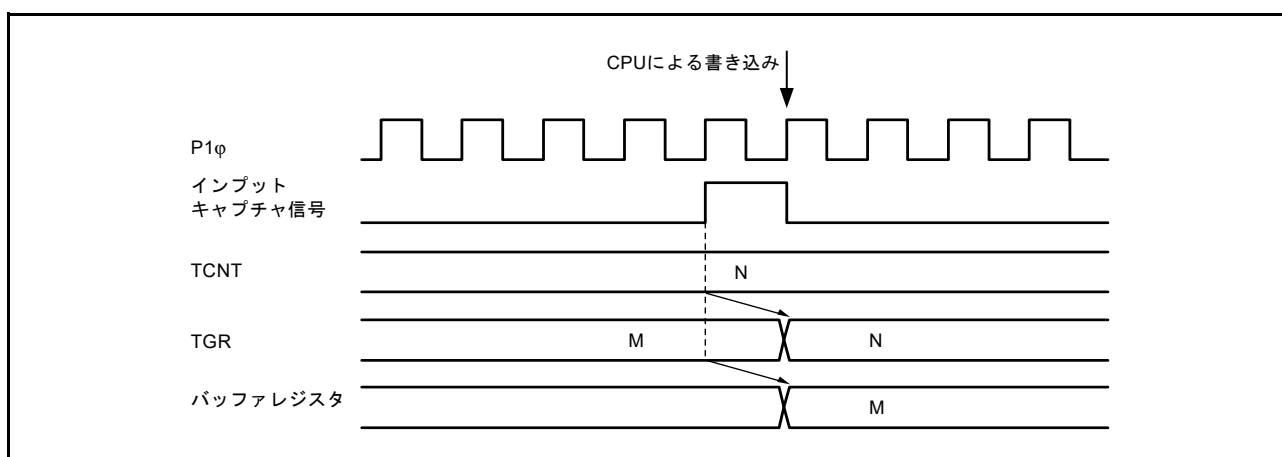 CPUによる書き込み
P1φ
インプット
キャプチャ信号
TCNT
N
TGR
M
N
バッファレジスタ
M